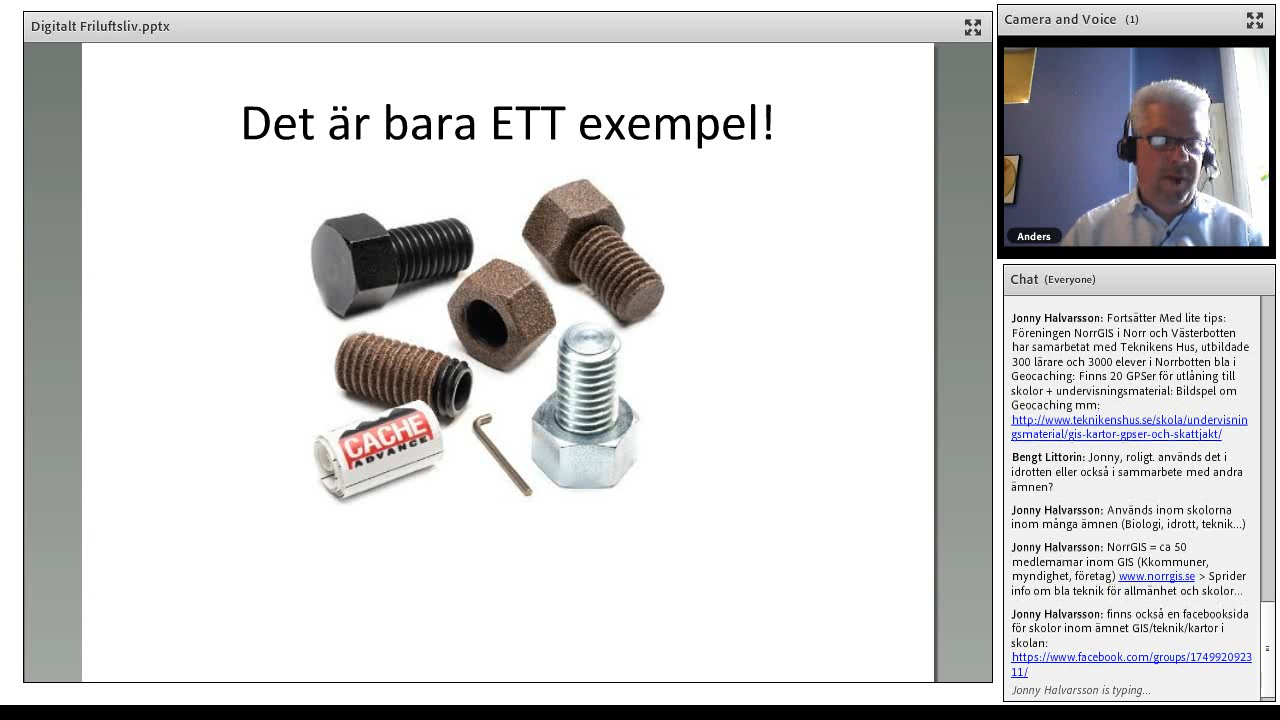 Digitalt Friluftsliv.pptx
Det är bara ETT exempel!
CACHE
ADVANCE
Camera and Voice (1)
Anders
Chat (Everyone)
Jonny Halvarsson: Fortsätter Med lite tips:
Föreningen NorrGIS i Norr och Västerbotten
har samarbetat med Teknikens Hus, utbildade
300 lärare och 3000 elever i Norrbotten bla i
Geocaching: Finns 20 GPSer för utlåning till
skolor + undervisningsmaterial: Bildspel om
Geocaching mm:
http://www.teknikenshus.se/skola/undervisnin
gsmaterial/gis-kartor-gpser-och-skattjakt/
Bengt Littorin: Jonny, roligt. används det i
idrotten eller också i sammarbete med andra
ämnen?
Jonny Halvarsson: Används inom skolorna
inom många ämnen (Biologi, idrott, teknik...)
Jonny Halvarsson: NorrGIS = ca 50
medlemarnar inom GIS (Kkommuner,
myndighet, företag) www.norrgis.se > Sprider
info om bla teknik för allmänhet och skolor...
Jonny Halvarsson: finns också en facebooksida
för skolor inom ämnet GIS/teknik/kartor i
skolan:
https://www.facebook.com/groups/1749920923
11/
Jonny Halvarsson is typing...